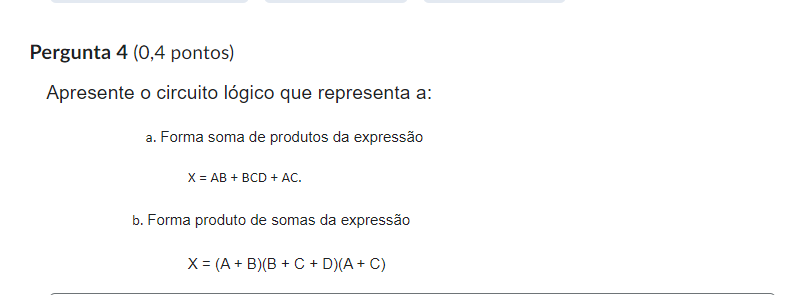 Pergunta 4 (0,4 pontos)
Apresente o circuito lógico que representa a:
a. Forma soma de produtos da expressão
X = AB + BCD + AC.
b. Forma produto de somas da expressão
X = (A + B)(B + C + D)(A + C)